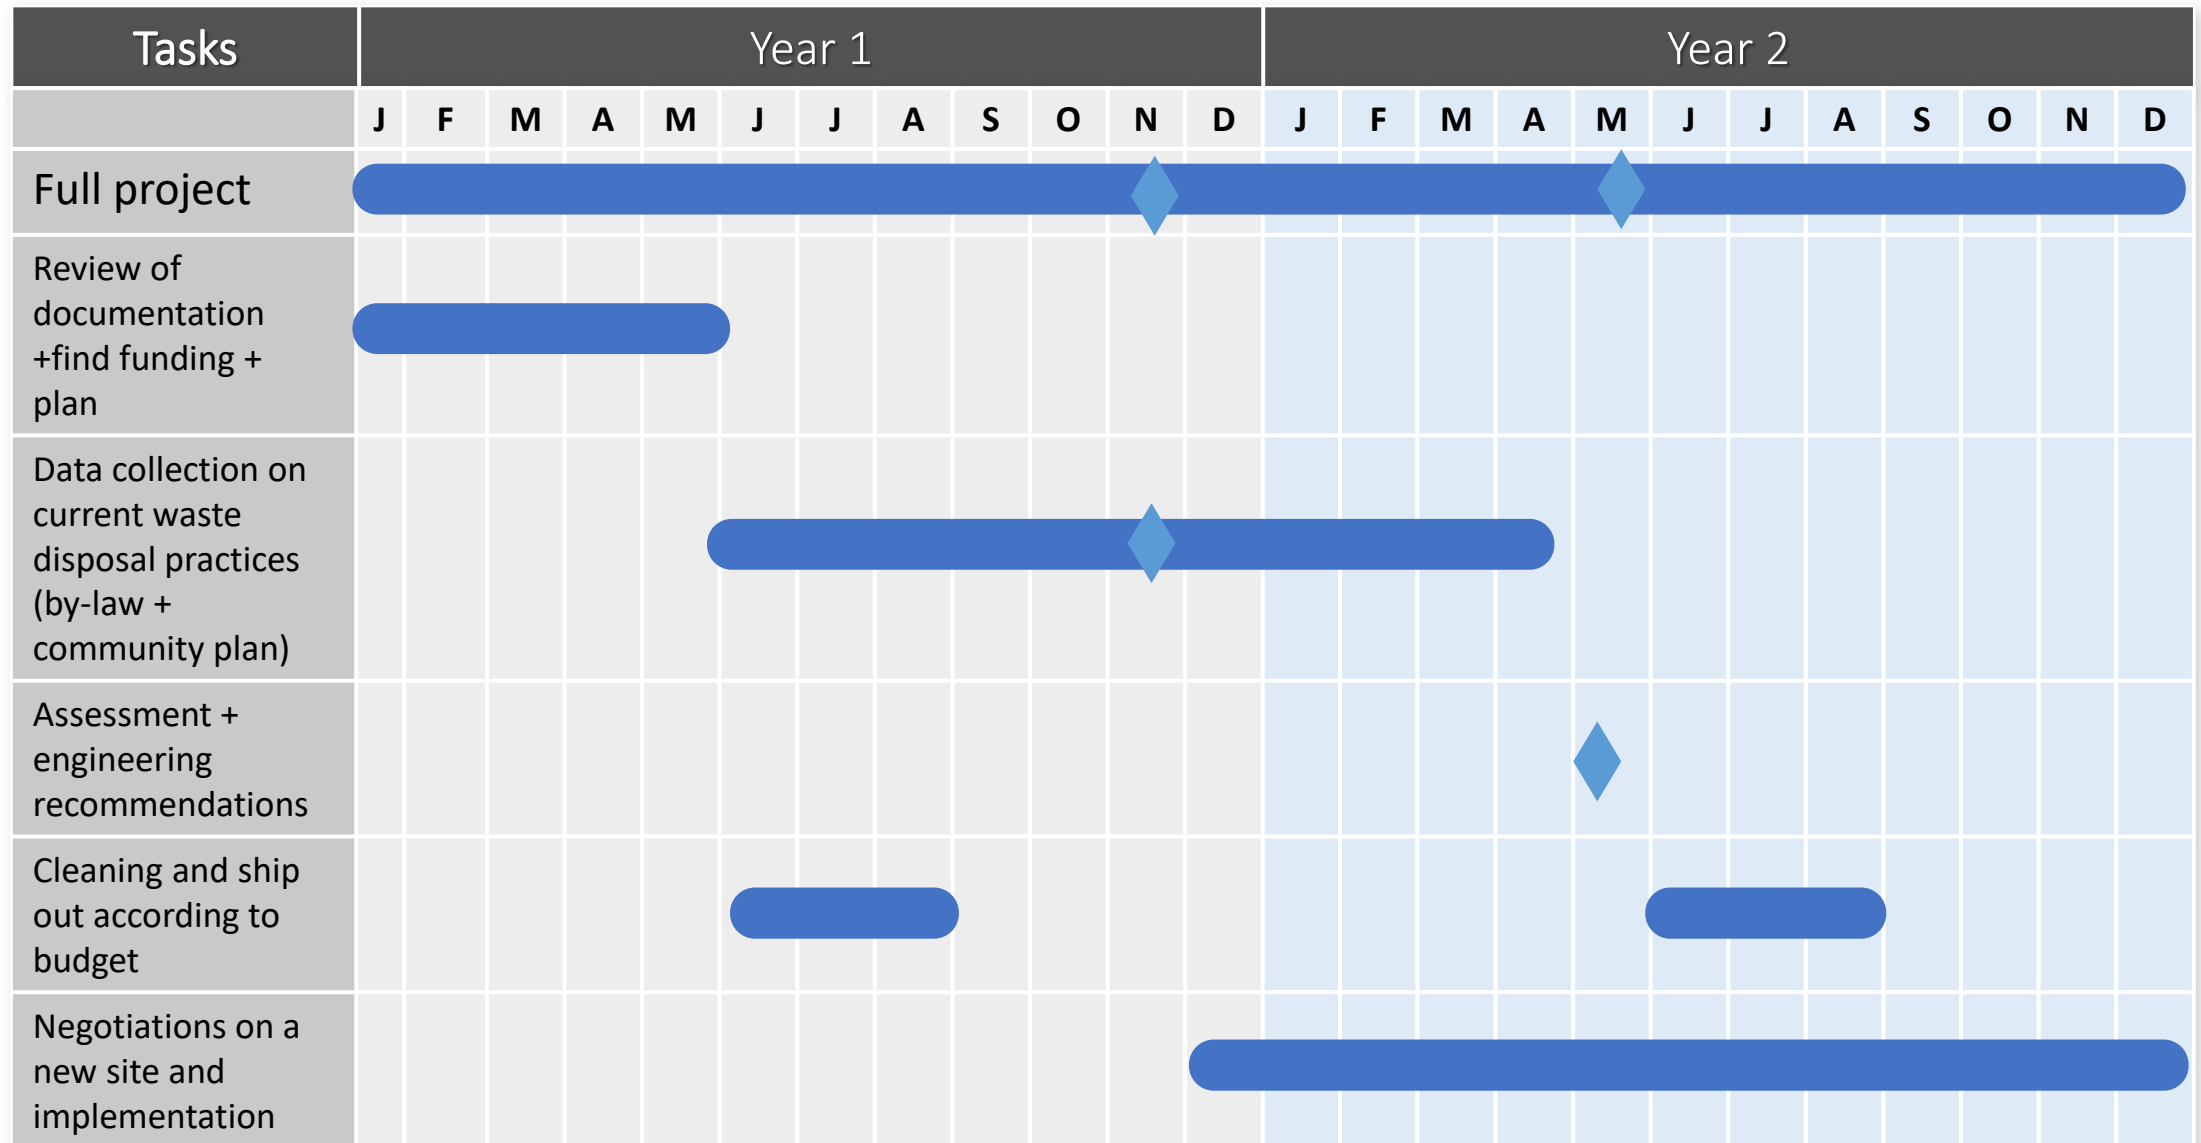 Tasks Year 1 Year 2
J F M A M J J A S O N D J F M A M J J A S O N D
Full project
Review of
documentation
+find funding +
plan
Data collection on
current waste
disposal practices
(by-law +
community plan)
Assessment +
engineering
recommendations
Cleaning and ship
out according to
budget
Negotiations on a
new site and
implementation